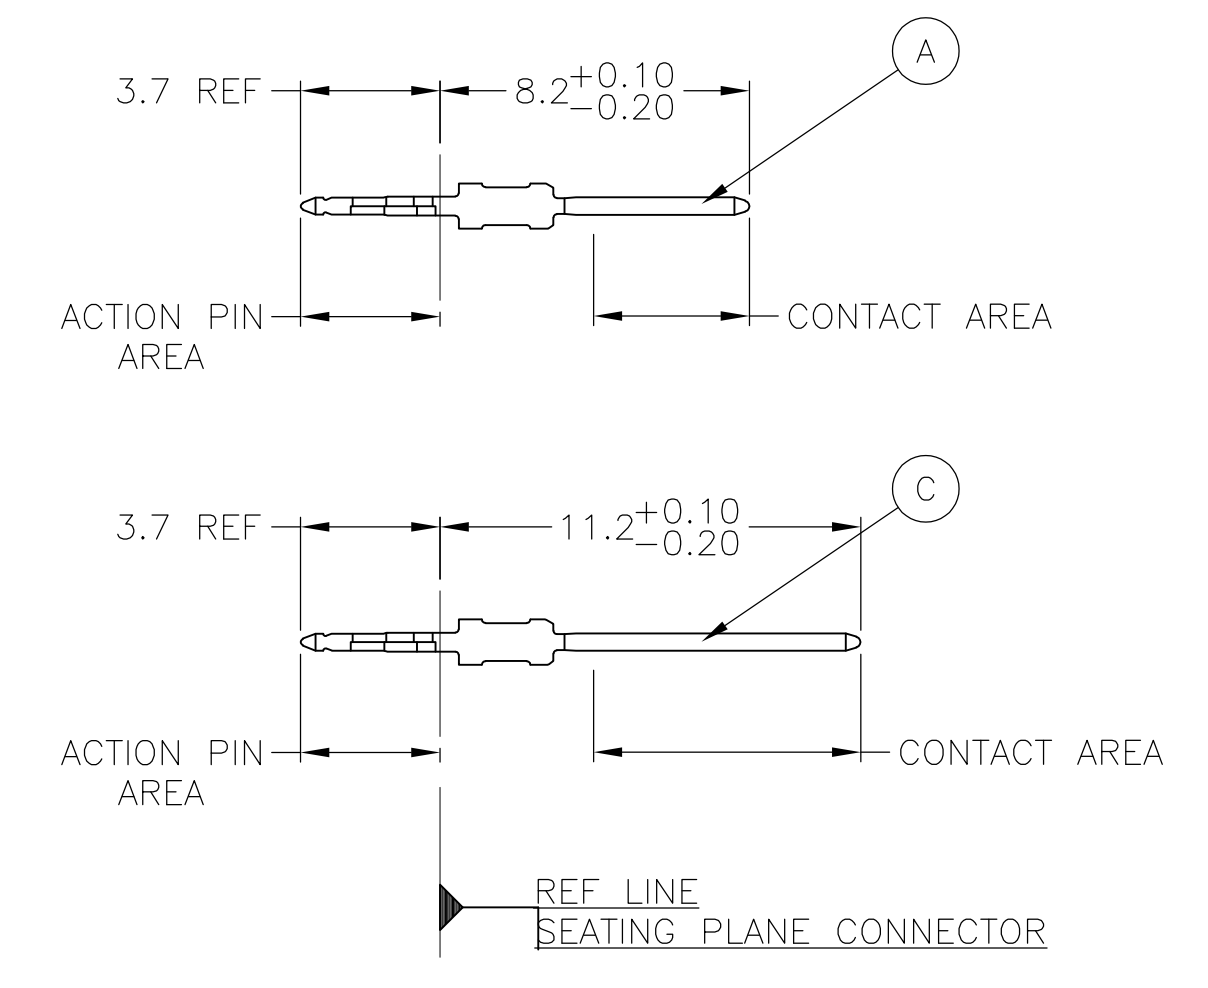 A
3.7 REF
8.2 +0.10
-0.20
ACTION PIN
AREA
CONTACT AREA
C
3.7 REF
11.2 +0.10
-0.20
ACTION PIN
AREA
CONTACT AREA
REF LINE
SEATING PLANE CONNECTOR